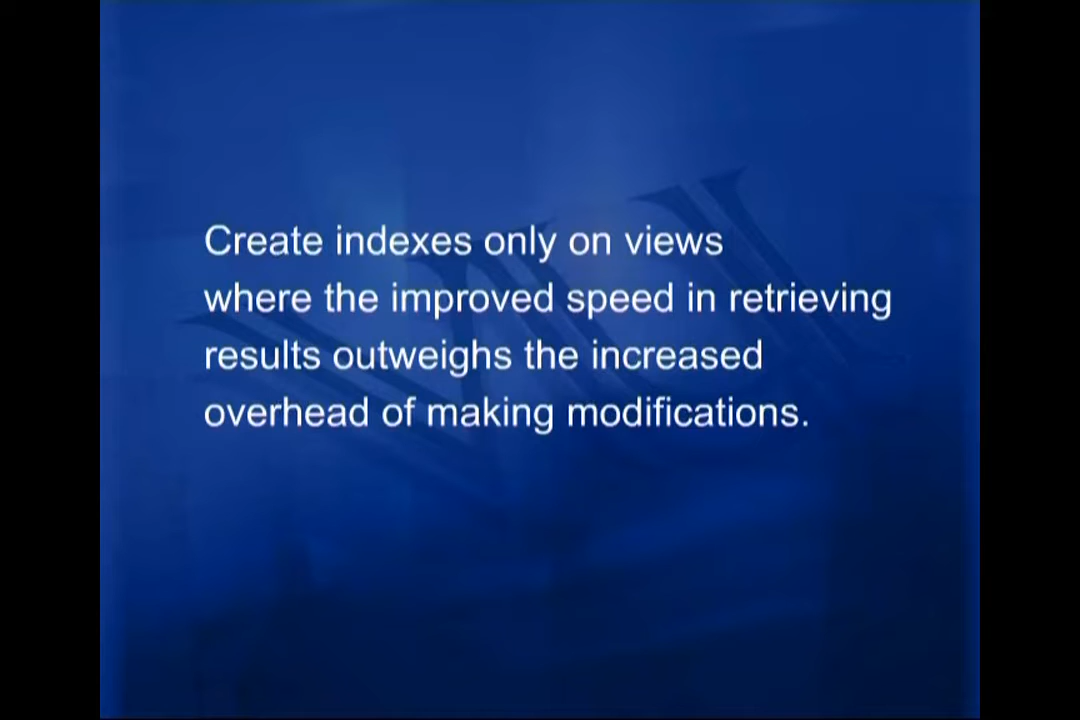 Create indexes only on views
where the improved speed in retrieving
results outweighs the increased
overhead of making modifications.